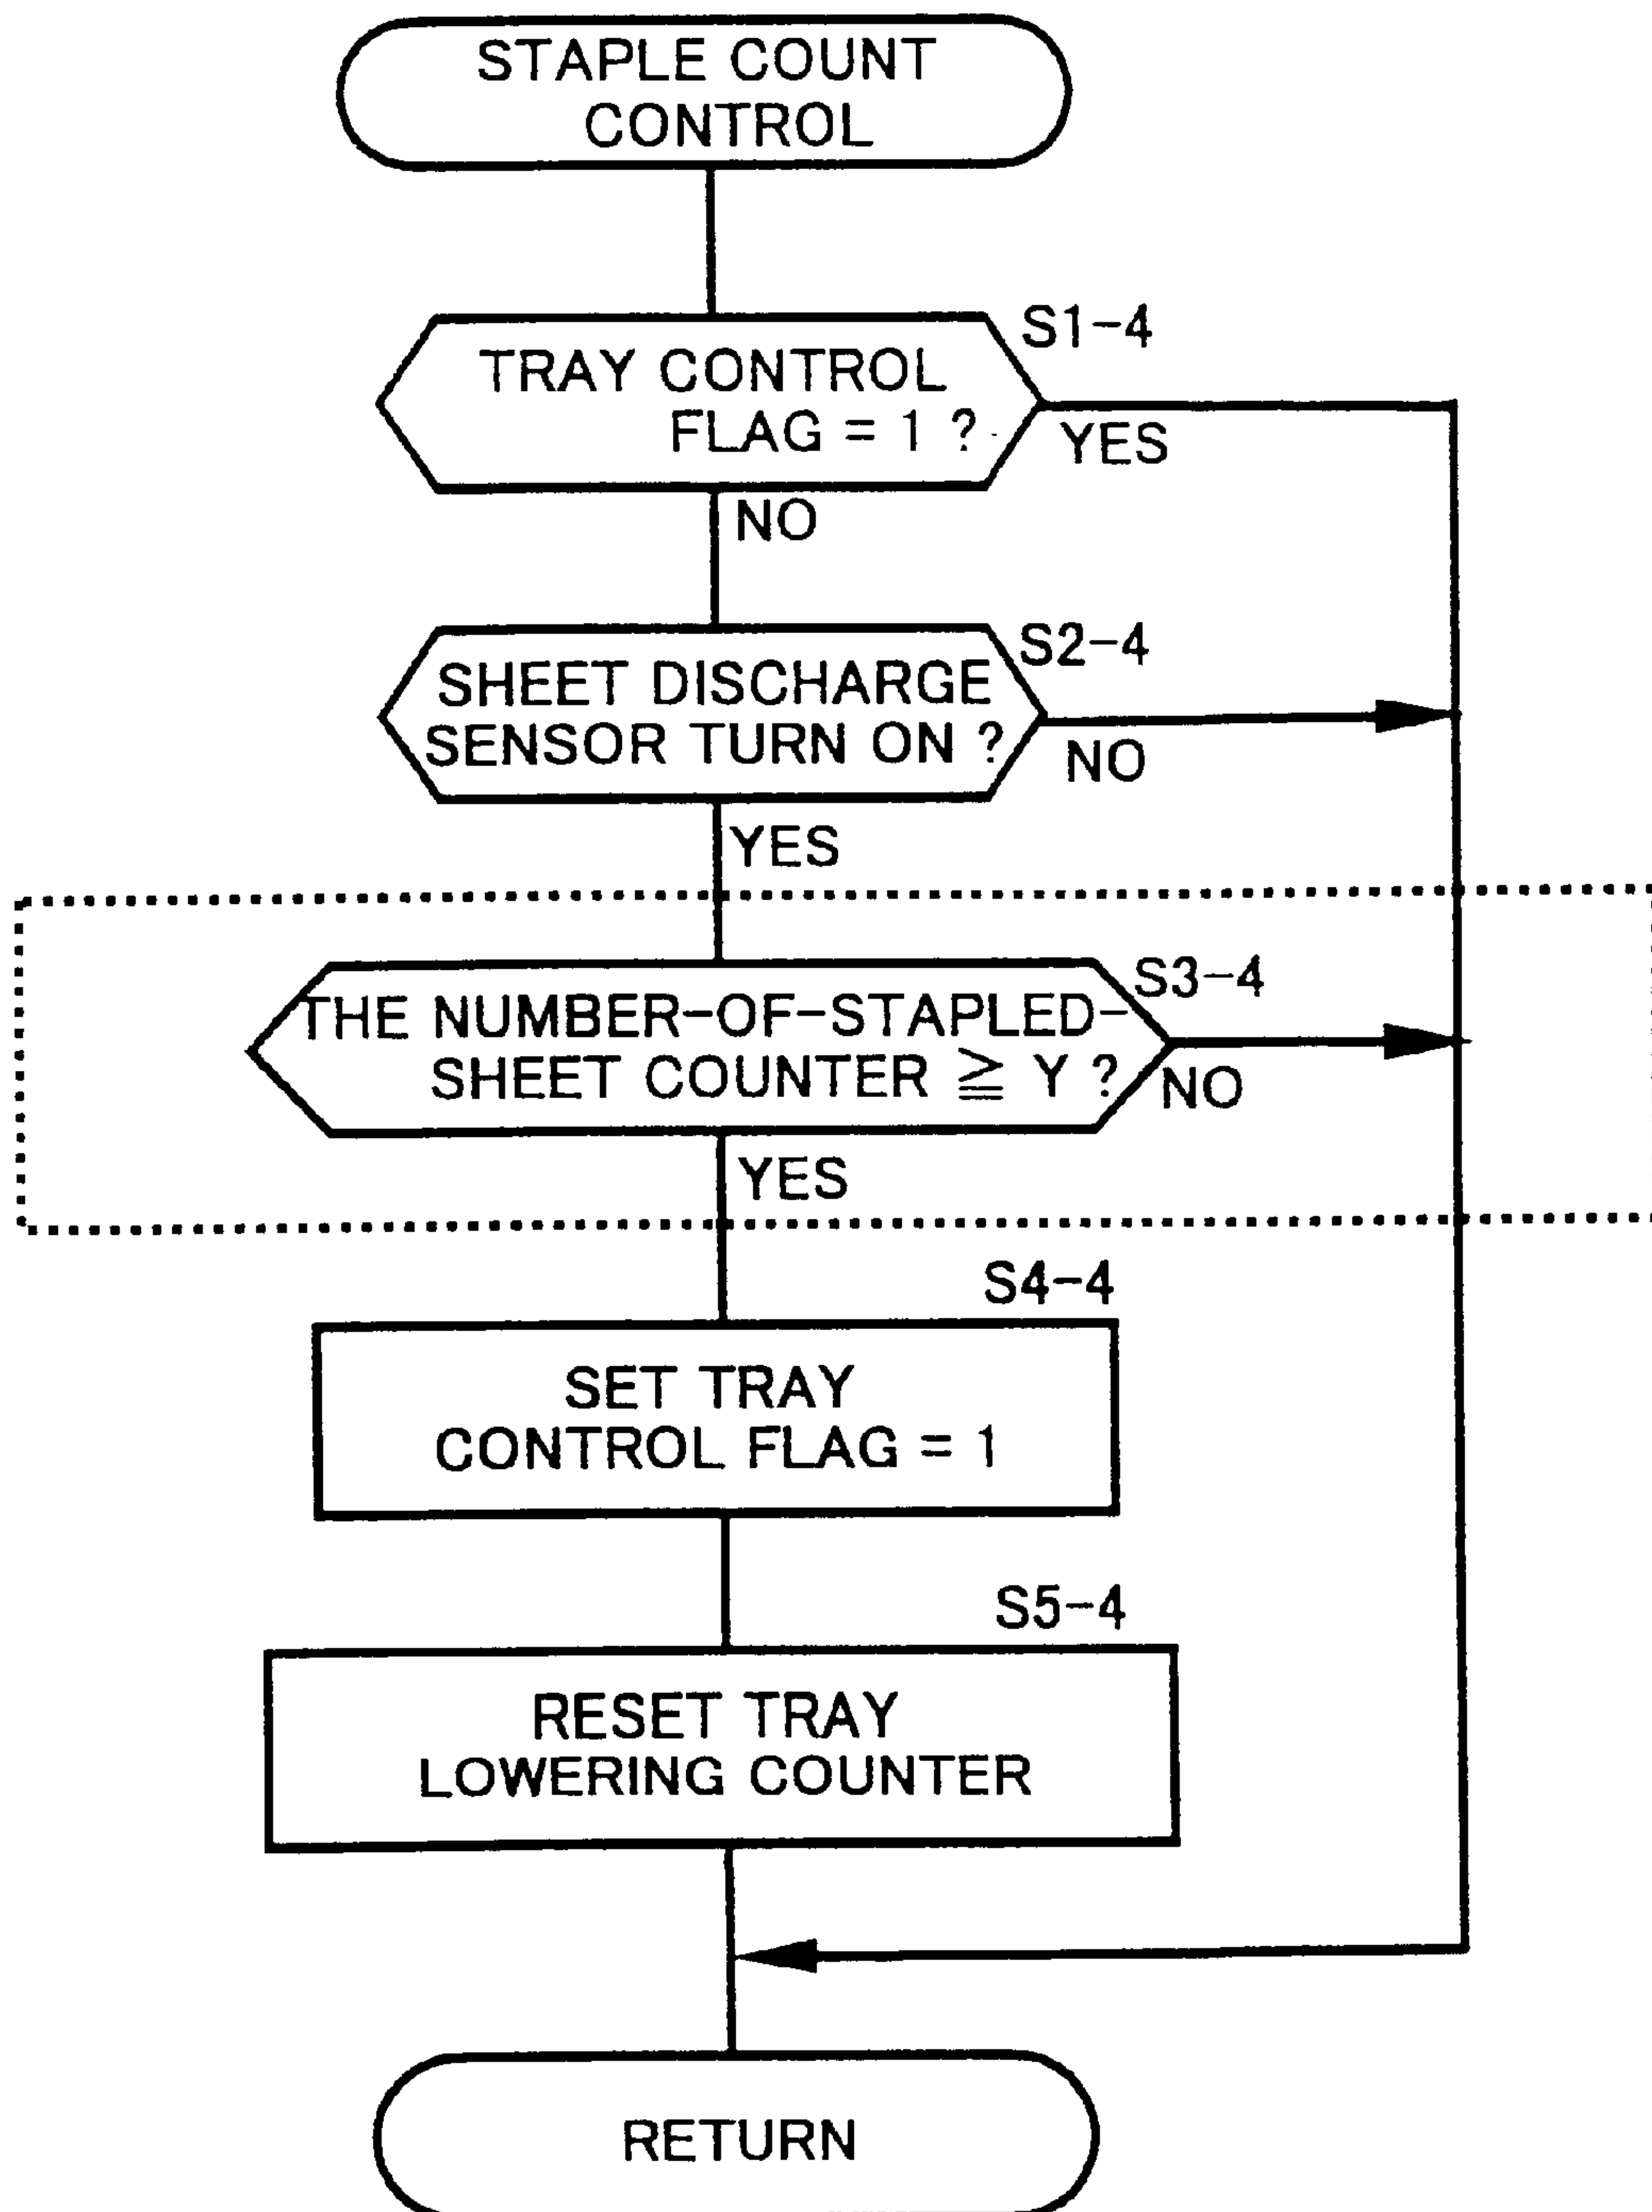 STAPLE COUNT
CONTROL
S1-4
TRAY CONTROL
FLAG = 1 ?
YES
NO
S2-4
SHEET DISCHARGE
SENSOR TURN ON ?
NO
YES
S3-4
THE NUMBER-OF-STAPLED-
SHEET COUNTER ≧ Y ?
NO
YES
S4-4
SET TRAY
CONTROL FLAG = 1
S5-4
RESET TRAY
LOWERING COUNTER
RETURN